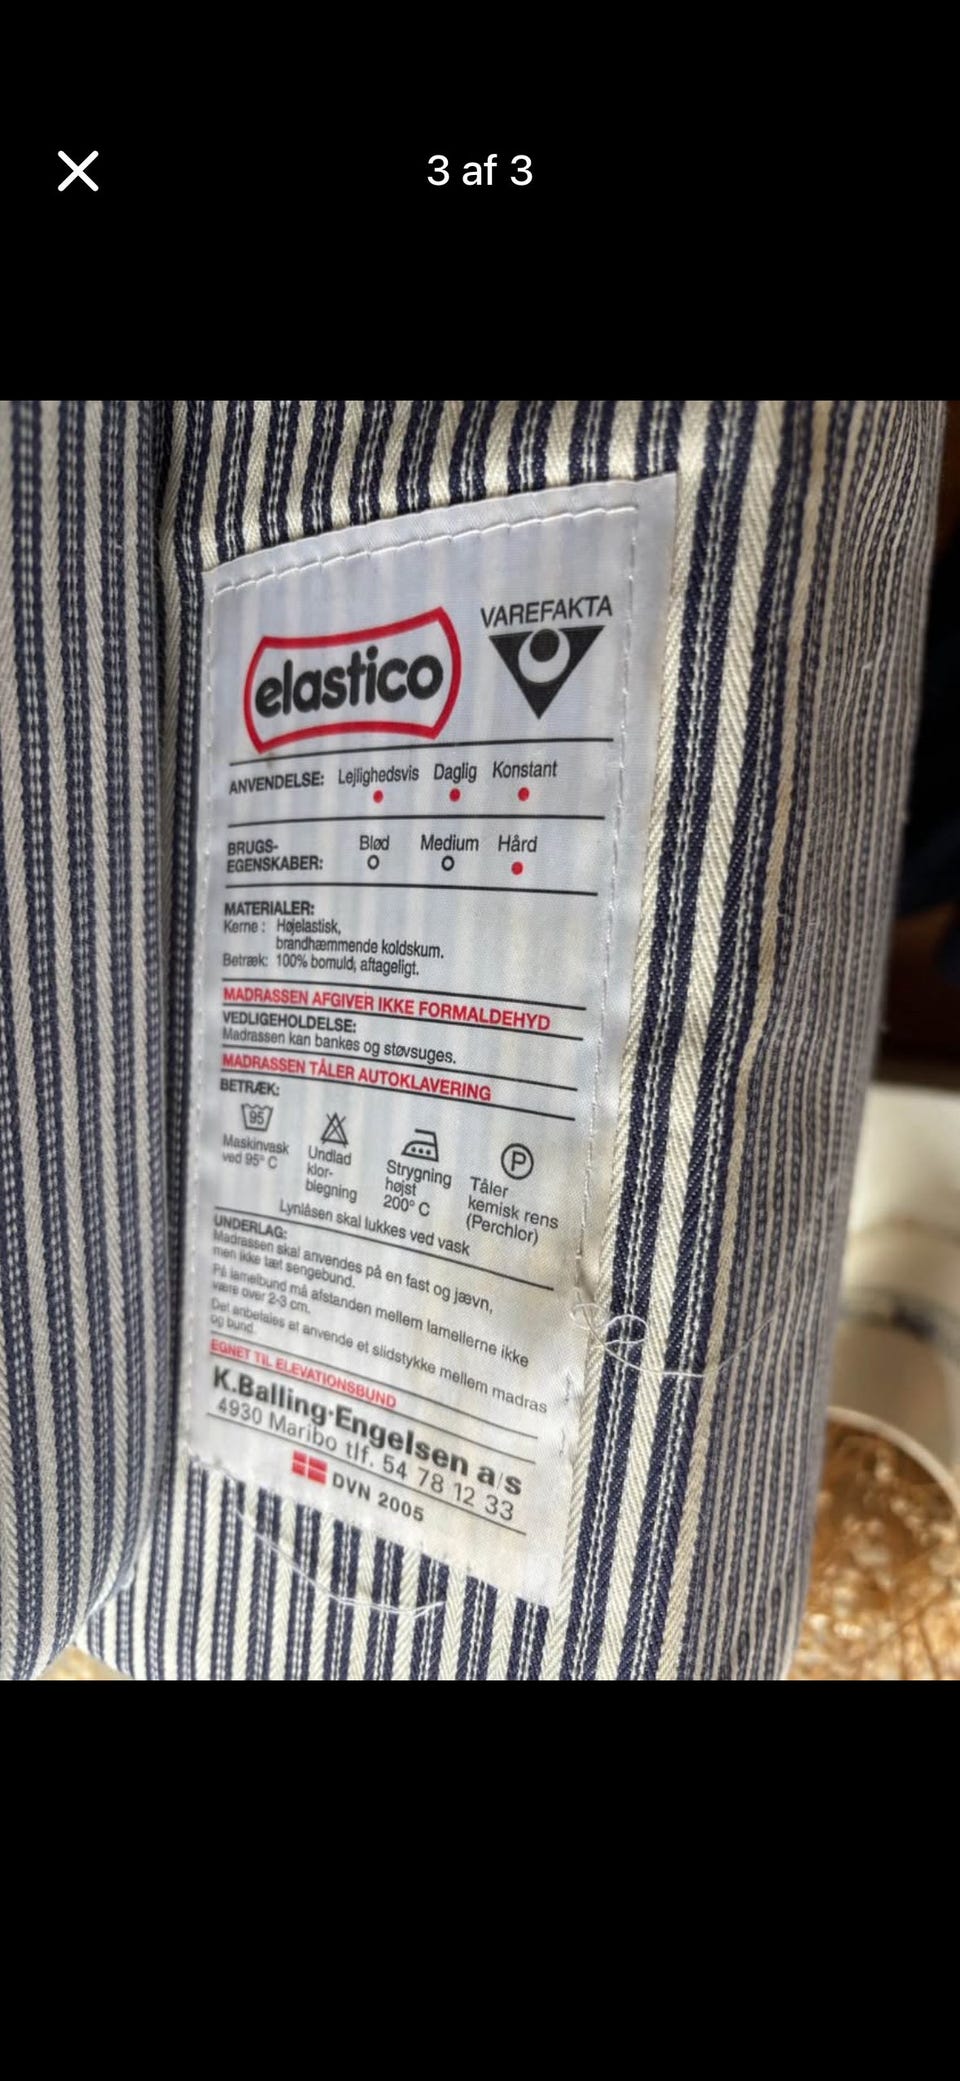 3 af 3
elastico
VAREFAKTA
ANVENDELSE: Lejlighedsvis Daglig Konstant
BRUGS-
EGENSKABER: Blød Medium Hård
MATERIALER:
Kerne: Højelastisk,
brandhæmmende koldskum.
Betræk: 100% bomuld, aftageligt.
MADRASSEN AFGIVER IKKE FORMALDEHYD
VEDLIGEHOLDELSE:
Madrassen kan bankes og støvsuges.
MADRASSEN TÅLER AUTOKLAVERING
BETRÆK:
95
Maskinvask
ved 95° C
Undlad
klor-
blegning
Strygning
højst
200° C
P
Tåler
kemisk rens
(Perchlor)
Lynlåsen skal lukkes ved vask
UNDERLAG:
Madrassen skal anvendes på en fast og jævn,
men ikke tæt sengebund.
På lamelbund må afstanden mellem lamellerne ikke
være over 2-3 cm.
Det anbefales at anvende et slidstykke mellem madras
og bund.
EGNET TIL ELEVATIONSBUND
K.Balling-Engelsen a/s
4930 Maribo tlf. 54 78 12 33
DVN 2005